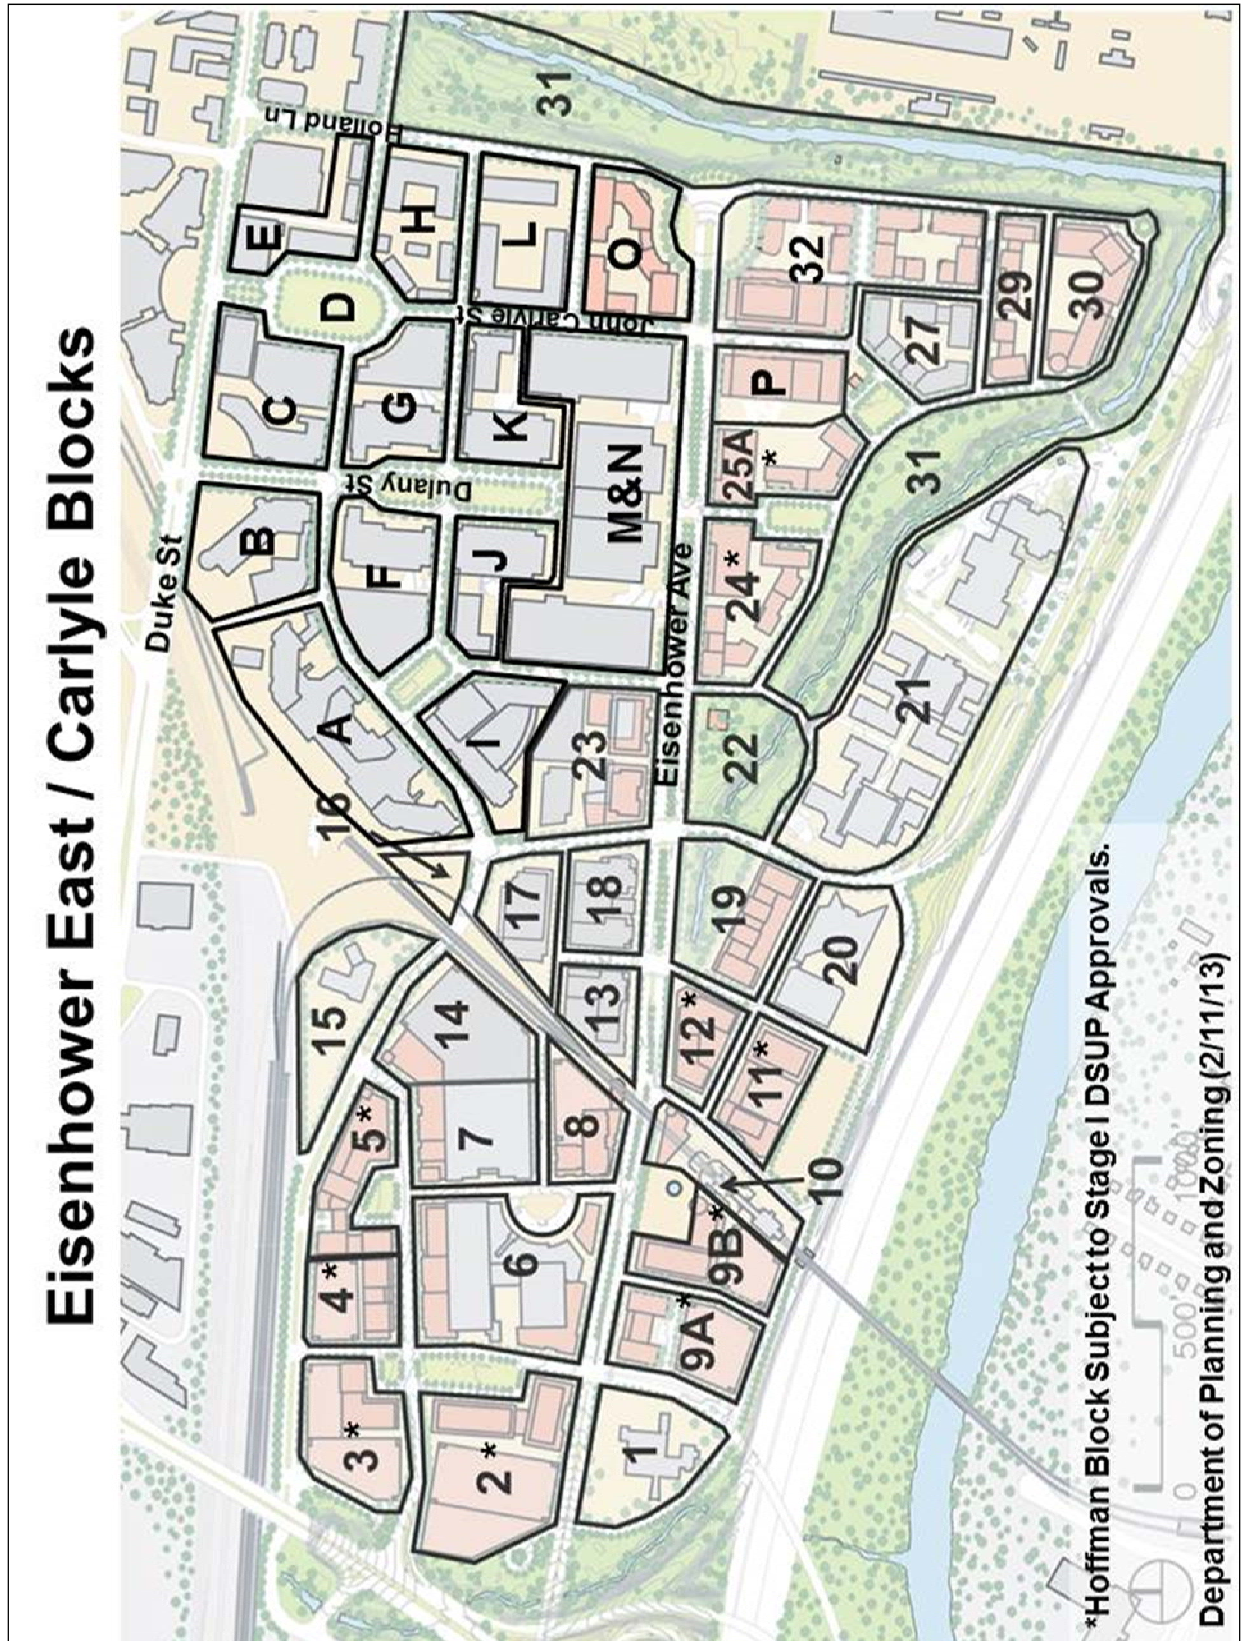 Eisenhower East / Carlyle Blocks
Duke St
Holland Ln
John Carlyle St
Dulany St
Eisenhower Ave
A
B
C
D
E
F
G
H
I
J
K
L
M&N
O
P
1
2*
3*
4*
5*
6
7
8
9A*
9B*
10
11*
12*
13
14
15
16
17
18
19
20
21
22
23
24*
25A
*
27
29
30
31
31
32
*Hoffman Block Subject to Stage I DSUP Approvals.
0
500'
Department of Planning and Zoning (2/11/13)